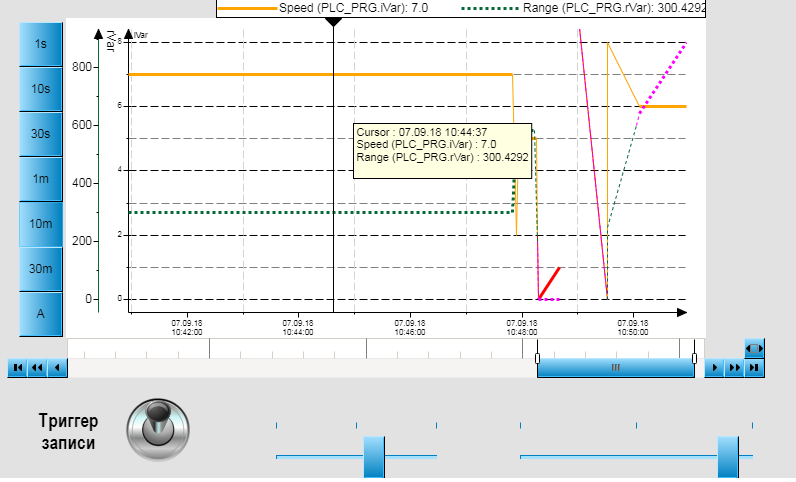 Speed (PLC_PRG.iVar): 7.0 Range (PLC_PRG.rVar): 300.4292
1s
10s
30s
1m
10m
30m
A
rVar
800
600
400
200
0
iVar
8
6
4
2
0
Cursor : 07.09.18 10:44:37
Speed (PLC_PRG.iVar) : 7.0
Range (PLC_PRG.rVar) : 300.4292
07.09.18 07.09.18 07.09.18 07.09.18 07.09.18
10:42:00 10:44:00 10:46:00 10:48:00 10:50:00
Триггер
записи